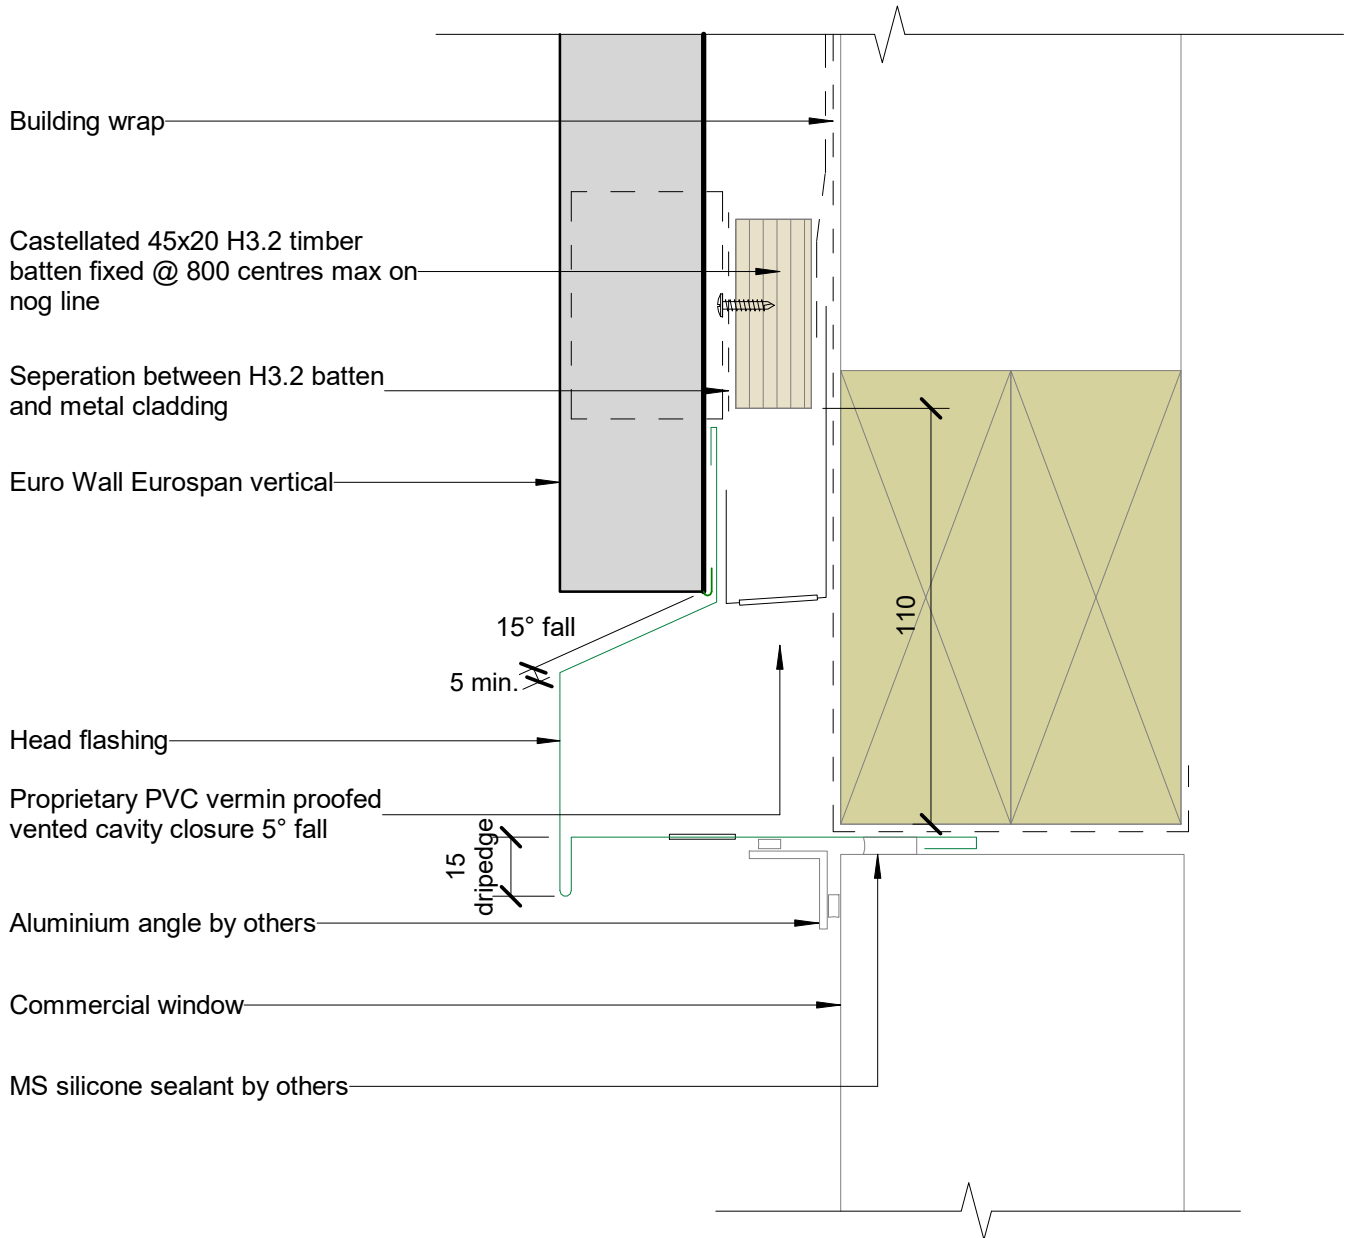 Building wrap
Castellated 45x20 H3.2 timber
batten fixed @ 800 centres max on
nog line
Seperation between H3.2 batten
and metal cladding
Euro Wall Eurospan vertical
110
15° fall
5 min.
Head flashing
Proprietary PVC vermin proofed
vented cavity closure 5° fall
15
dripedge
Aluminium angle by others
Commercial window
MS silicone sealant by others